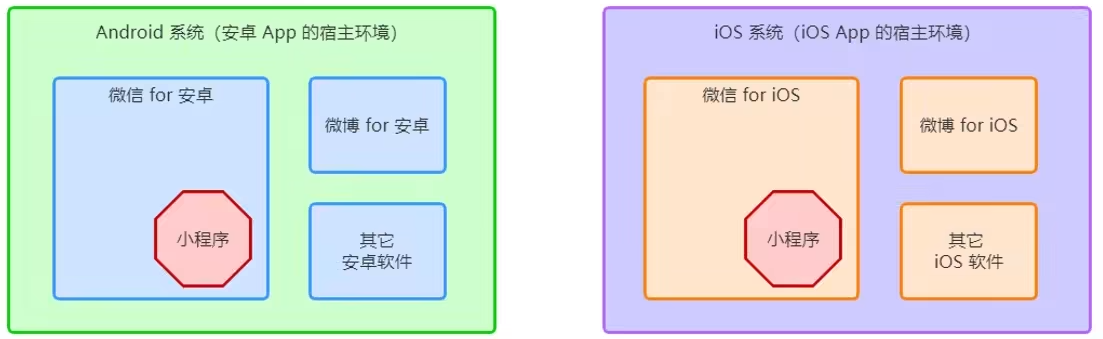 Android 系统（安卓 App 的宿主环境）
微信 for 安卓
微博 for 安卓
小程序
其它
安卓软件
iOS 系统（iOS App 的宿主环境）
微信 for iOS
微博 for iOS
小程序
其它
iOS 软件